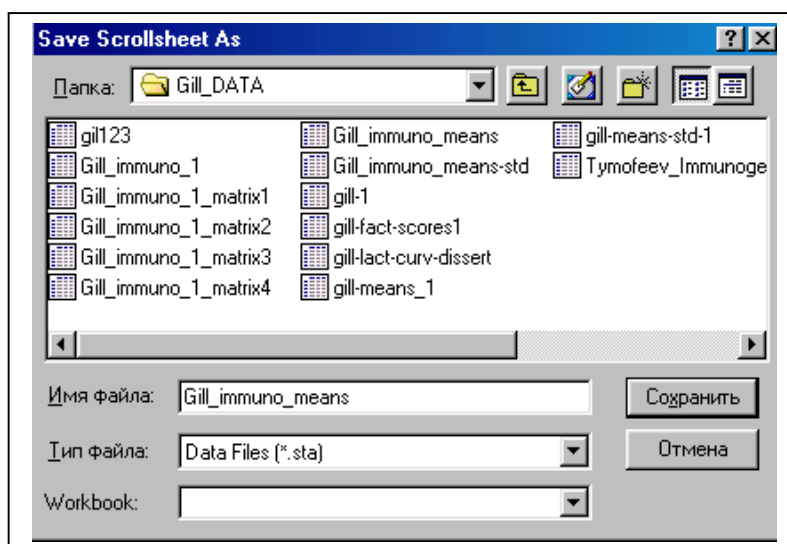 Save Scrollsheet As
Папка: Gill_DATA
gil123
Gill_immuno_1
Gill_immuno_1_matrix1
Gill_immuno_1_matrix2
Gill_immuno_1_matrix3
Gill_immuno_1_matrix4
Gill_immuno_means
Gill_immuno_means-std
gill-1
gill-fact-scores1
gill-lact-curv-dissert
gill-means_1
gill-means-std-1
Tymofeev_Immunoge
Имя файла: Gill_immuno_means Сохранить
Тип файла: Data Files (*.sta) Отмена
Workbook: